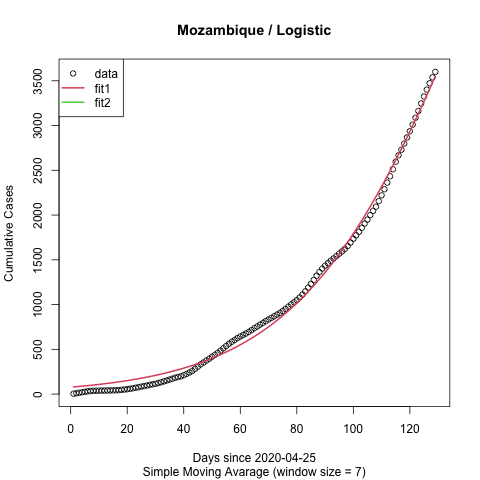 Mozambique / Logistic
data
fit1
fit2
Cumulative Cases
3500
3000
2500
2000
1500
1000
500
0
0 20 40 60 80 100 120
Days since 2020-04-25
Simple Moving Avarage (window size = 7)